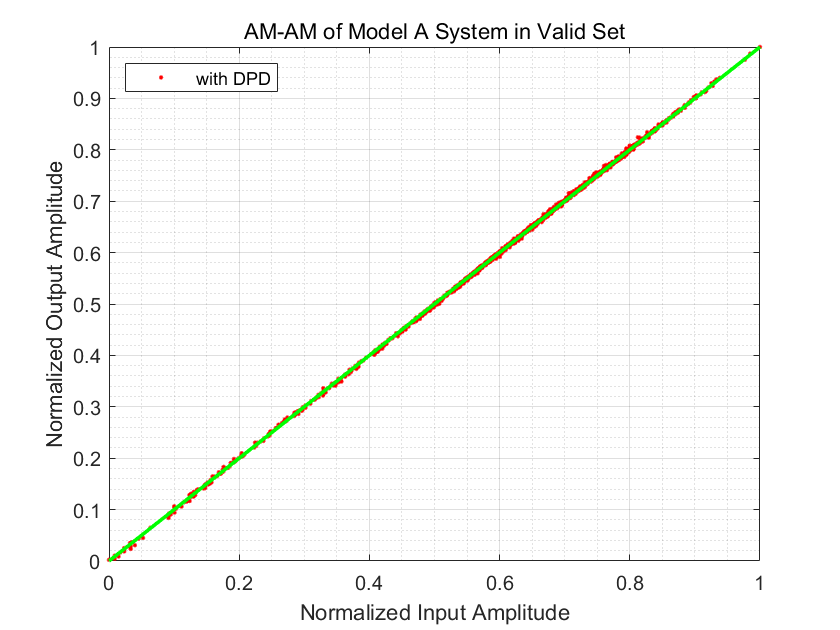 AM-AM of Model A System in Valid Set
with DPD
Normalized Output Amplitude
1
0.9
0.8
0.7
0.6
0.5
0.4
0.3
0.2
0.1
0
0 0.2 0.4 0.6 0.8 1
Normalized Input Amplitude